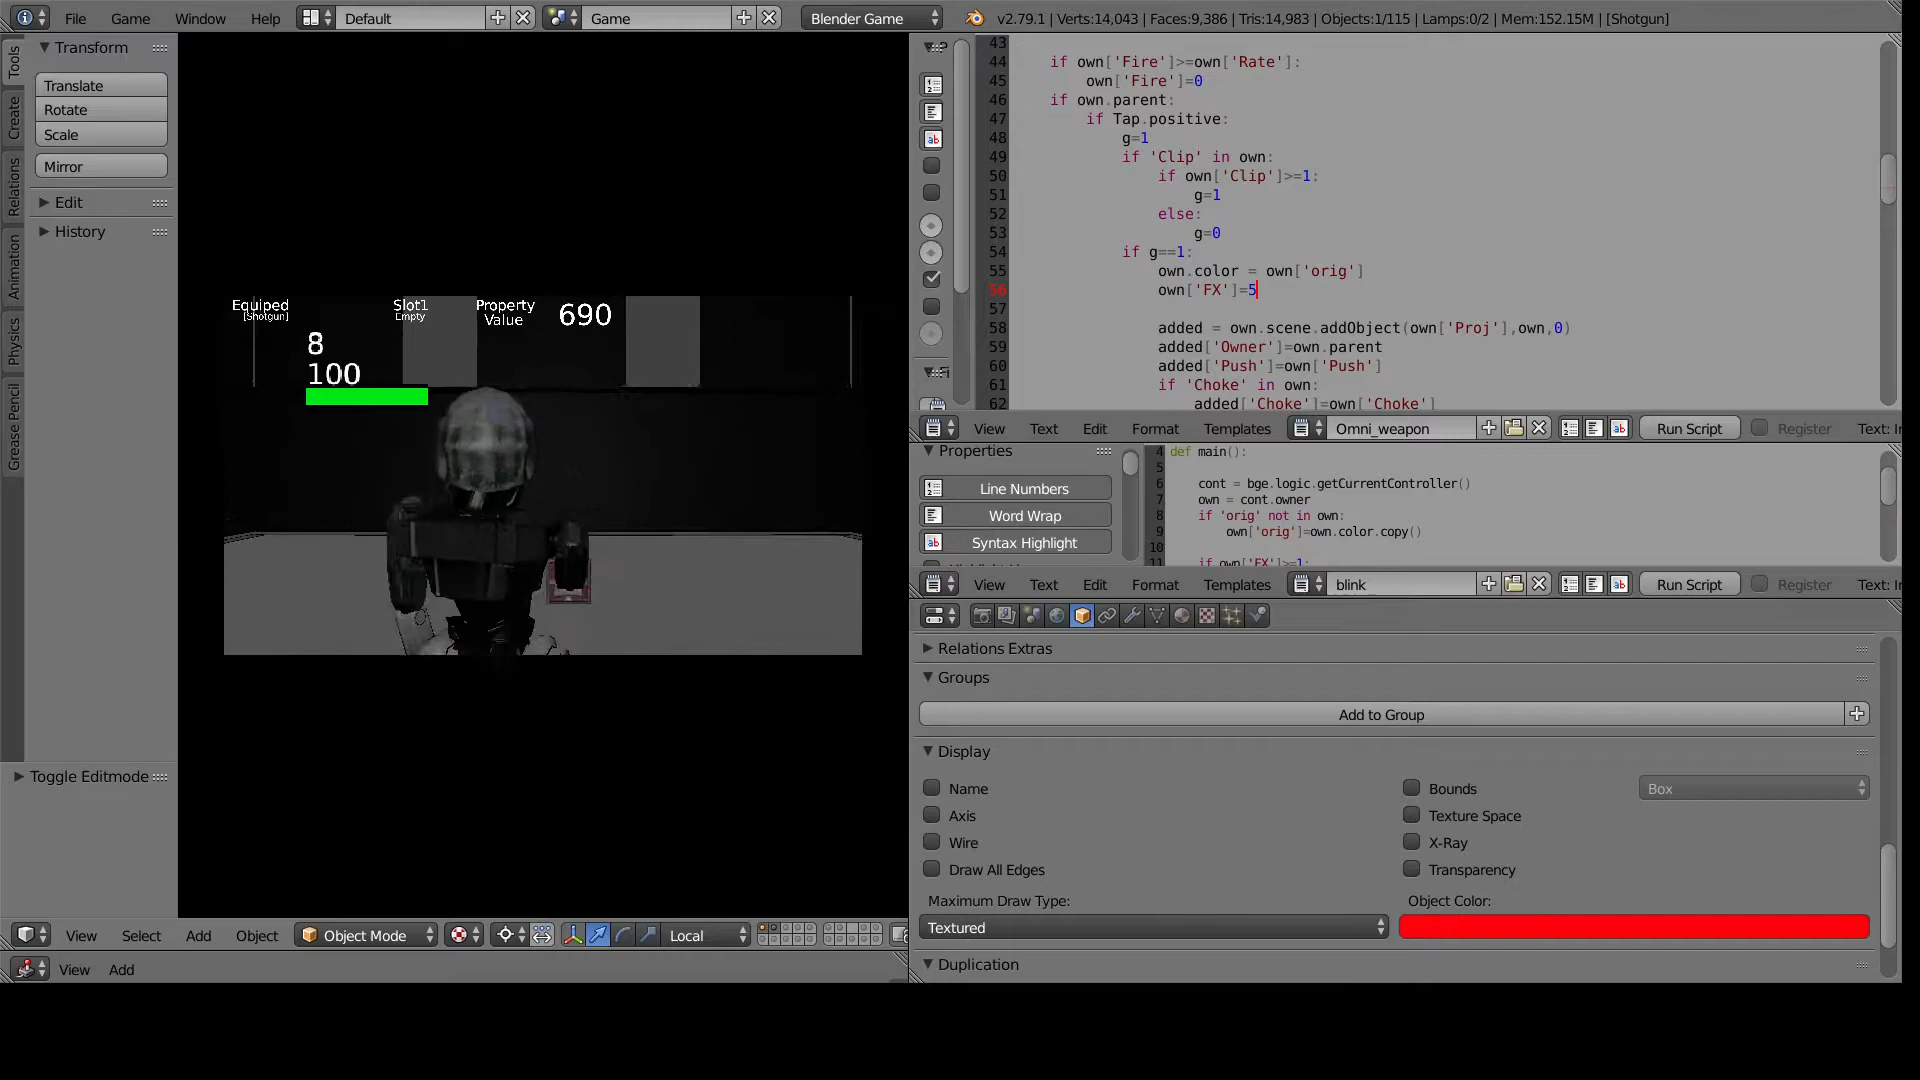 File Game Window Help Default Game Blender Game v2.79.1 | Verts:14,043 | Faces:9,386 | Tris:14,983 | Objects:1/115 | Lamps:0/2 | Mem:152.15M | [Shotgun]
Tools
Create
Relations
Animation
Physics
Grease Pencil
Transform
Translate
Rotate
Scale
Mirror
Edit
History
Toggle Editmode
Equiped
[Shotgun]
Slot1
Empty
Property
Value
690
8
100
View Select Add Object Object Mode Local
View Add
43
44 if own['Fire']>=own['Rate']:
45 own['Fire']=0
46 if own.parent:
47 if Tap.positive:
48 g=1
49 if 'Clip' in own:
50 if own['Clip']>=1:
51 g=1
52 else:
53 g=0
54 if g==1:
55 own.color = own['orig']
56 own['FX']=5
57
58 added = own.scene.addObject(own['Proj'],own,0)
59 added['Owner']=own.parent
60 added['Push']=own['Push']
61 if 'Choke' in own:
62 added['Choke']=own['Choke']
View Text Edit Format Templates Omni_weapon Run Script Register Text: In
Properties
Line Numbers
Word Wrap
Syntax Highlight
4 def main():
5
6 cont = bge.logic.getCurrentController()
7 own = cont.owner
8 if 'orig' not in own:
9 own['orig']=own.color.copy()
10
11 if own['FX']>=1:
View Text Edit Format Templates blink Run Script Register Text: In
Relations Extras
Groups
Add to Group
Display
Name Bounds Box
Axis Texture Space
Wire X-Ray
Draw All Edges Transparency
Maximum Draw Type: Object Color:
Textured
Duplication